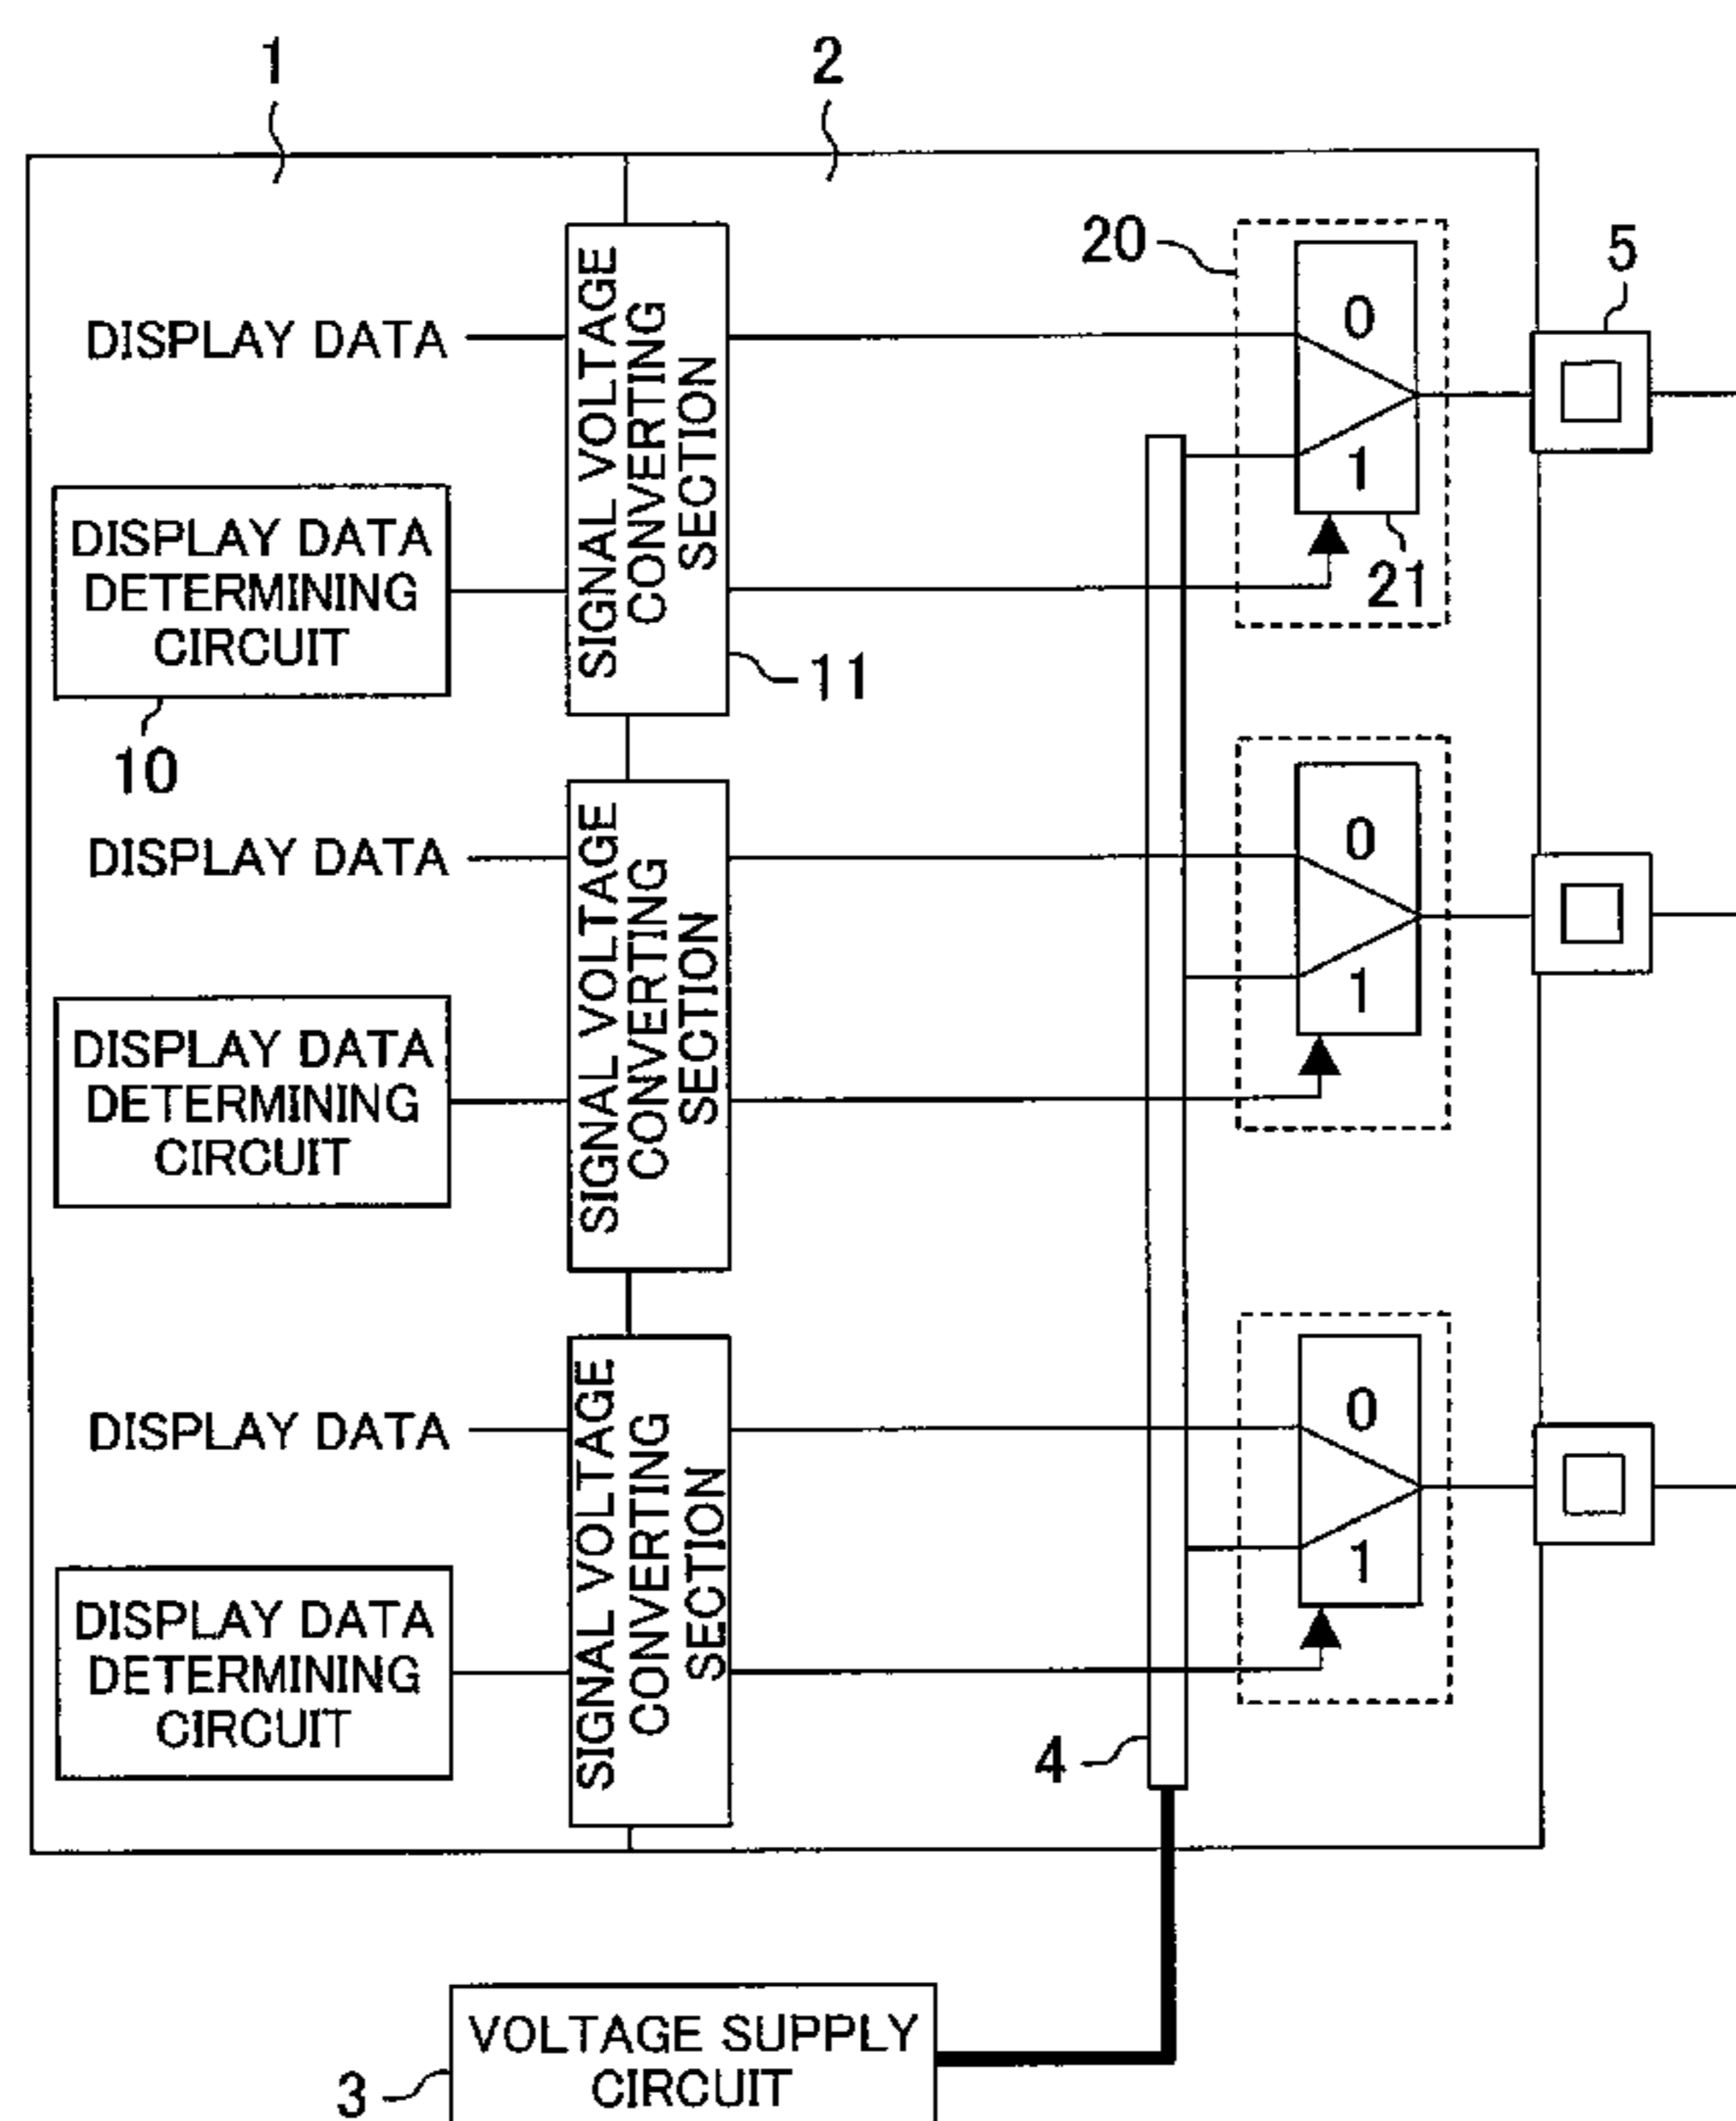 1
2
20
5
DISPLAY DATA
SIGNAL VOLTAGE
CONVERTING
SECTION
0
1
21
DISPLAY DATA
DETERMINING
CIRCUIT
11
10
DISPLAY DATA
SIGNAL VOLTAGE
CONVERTING
SECTION
0
1
DISPLAY DATA
DETERMINING
CIRCUIT
DISPLAY DATA
SIGNAL VOLTAGE
CONVERTING
SECTION
0
1
DISPLAY DATA
DETERMINING
CIRCUIT
4
VOLTAGE SUPPLY
CIRCUIT
3